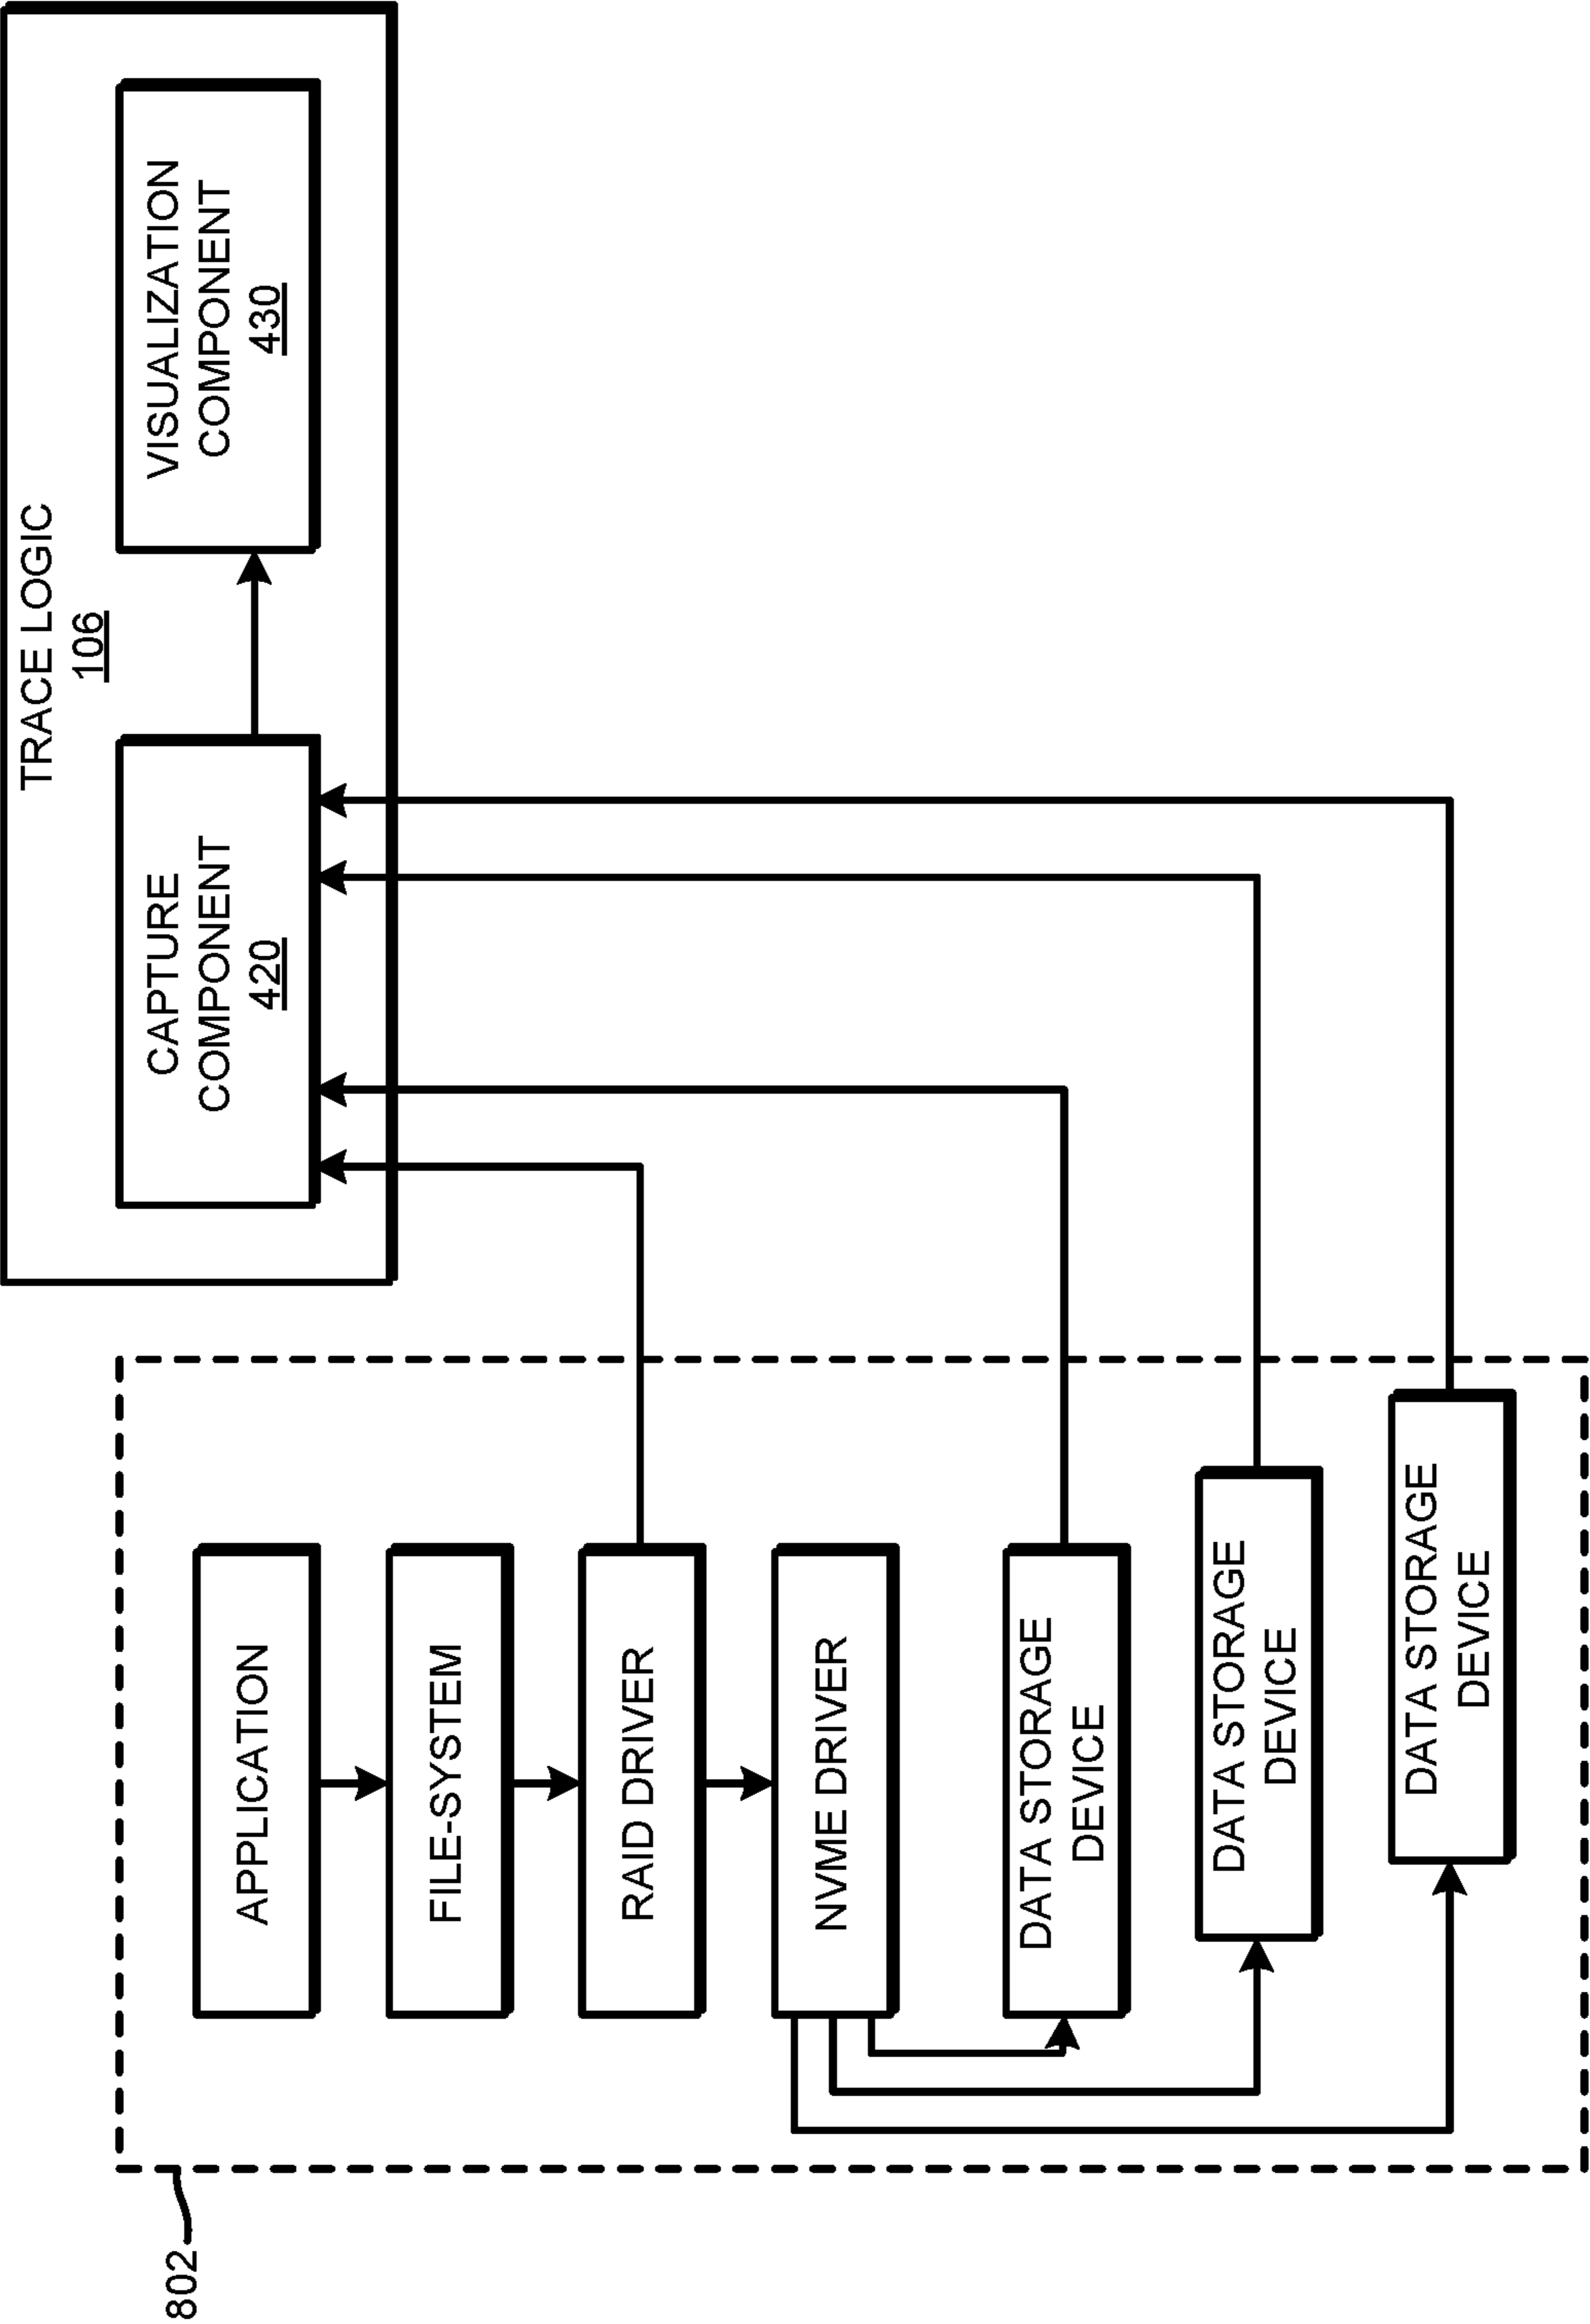 TRACE LOGIC
106
CAPTURE
COMPONENT
420
VISUALIZATION
COMPONENT
430
802
APPLICATION
FILE-SYSTEM
RAID DRIVER
NVME DRIVER
DATA STORAGE
DEVICE
DATA STORAGE
DEVICE
DATA STORAGE
DEVICE